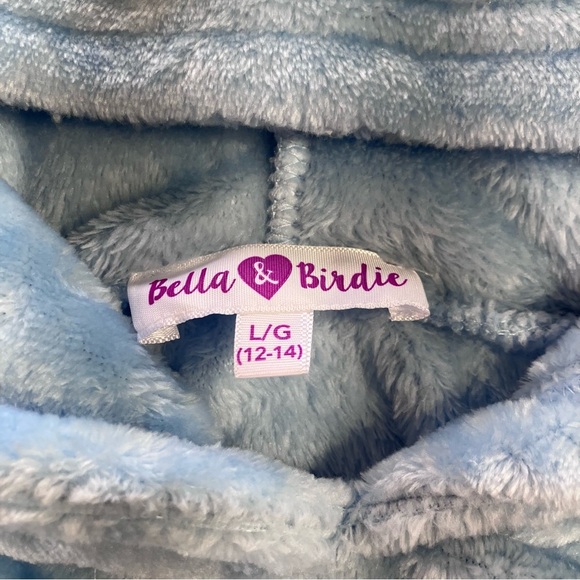 Bella & Birdie
L/G
(12-14)